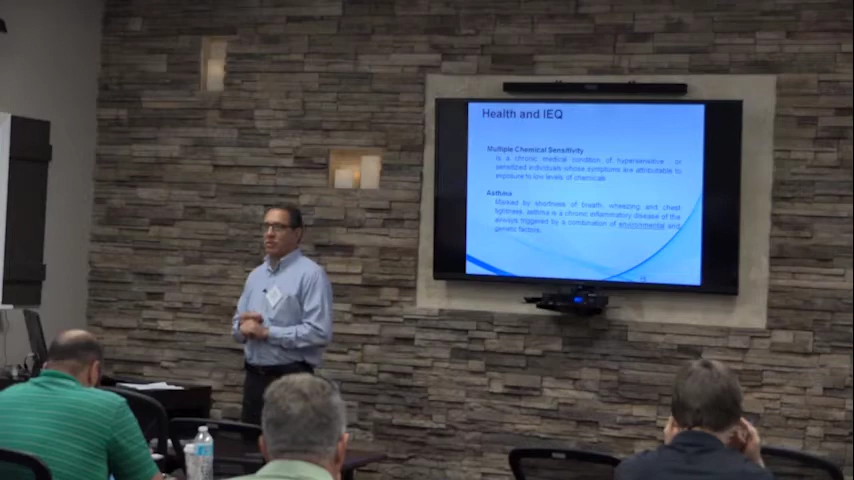 Health and IEQ
Multiple Chemical Sensitivity
is a chronic medical condition of hypersensitive or
sensitized individuals whose symptoms are attributable to
exposure to low levels of chemicals
Asthma
Marked by shortness of breath, wheezing and chest
tightness. asthma is a chronic inflammatory disease of the
airways triggered by a combination of environmental and
genetic factors.